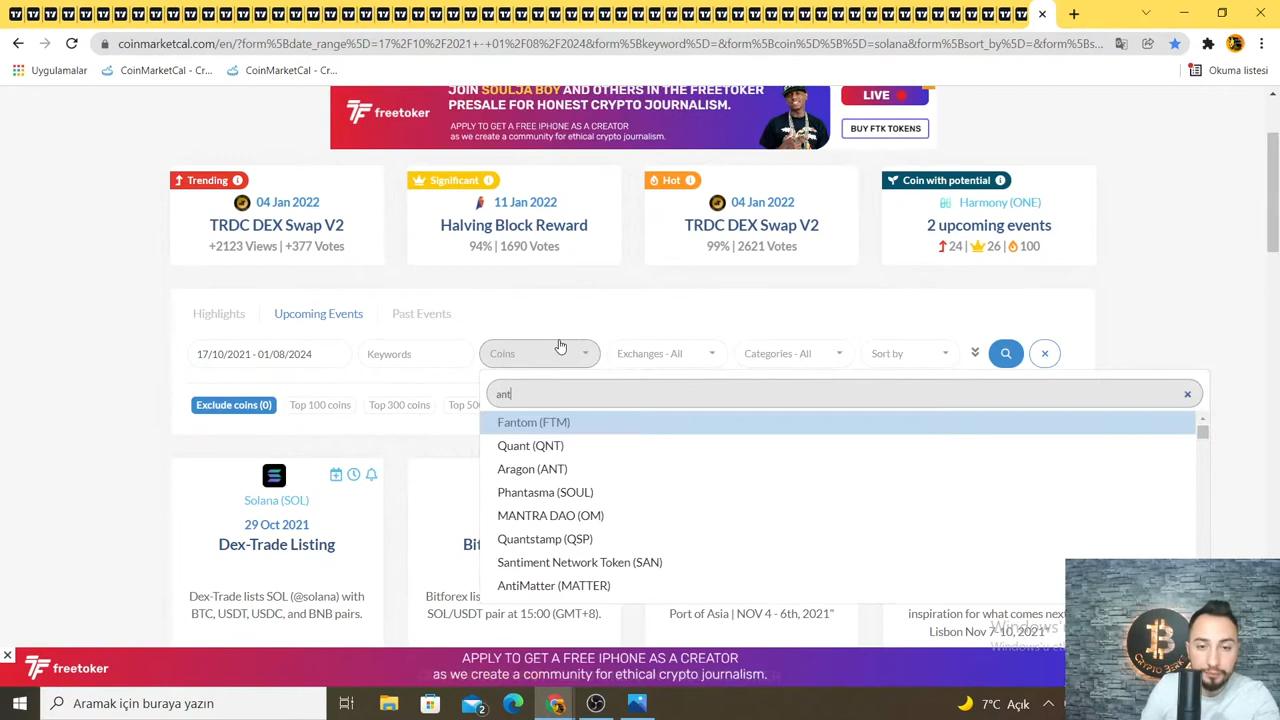 coinmarketcal.com/en/?form%5Bdate_range%5D=17%2F10%2F2021+-+01%2F08%2F2024&form%5Bkeyword%5D=&form%5Bcoin%5D%5B%5D=solana&form%5Bsort_by%5D=&form%5Bs...
Uygulamalar
CoinMarketCal - Cr...
CoinMarketCal - Cr...
Okuma listesi
freetoker
JOIN SOULJA BOY AND OTHERS IN THE FREETOKER
PRESALE FOR HONEST CRYPTO JOURNALISM.
APPLY TO GET A FREE IPHONE AS A CREATOR
as we create a community for ethical crypto journalism.
LIVE
BUY FTK TOKENS
Trending
04 Jan 2022
TRDC DEX Swap V2
+2123 Views | +377 Votes
Significant
11 Jan 2022
Halving Block Reward
94% | 1690 Votes
Hot
04 Jan 2022
TRDC DEX Swap V2
99% | 2621 Votes
Coin with potential
Harmony (ONE)
2 upcoming events
24 | 26 | 100
Highlights
Upcoming Events
Past Events
17/10/2021 - 01/08/2024
Keywords
Coins
Exchanges - All
Categories - All
Sort by
Exclude coins (0)
Top 100 coins
Top 300 coins
Top 50
ant
Fantom (FTM)
Quant (QNT)
Aragon (ANT)
Phantasma (SOUL)
MANTRA DAO (OM)
Quantstamp (QSP)
Santiment Network Token (SAN)
AntiMatter (MATTER)
Solana (SOL)
29 Oct 2021
Dex-Trade Listing
Dex-Trade lists SOL (@solana) with
BTC, USDT, USDC, and BNB pairs.
Bi
Bitforex l
SOL/USDT pair at 15:00 (GMT+8).
Port of Asia | NOV 4 - 6th, 2021"
inspiration for what comes next
Lisbon Nov 7-10, 2021"
CRYPTO BERK
freetoker
APPLY TO GET A FREE IPHONE AS A CREATOR
as we create a community for ethical crypto journalism.
Aramak için buraya yazın
2
7°C Açık